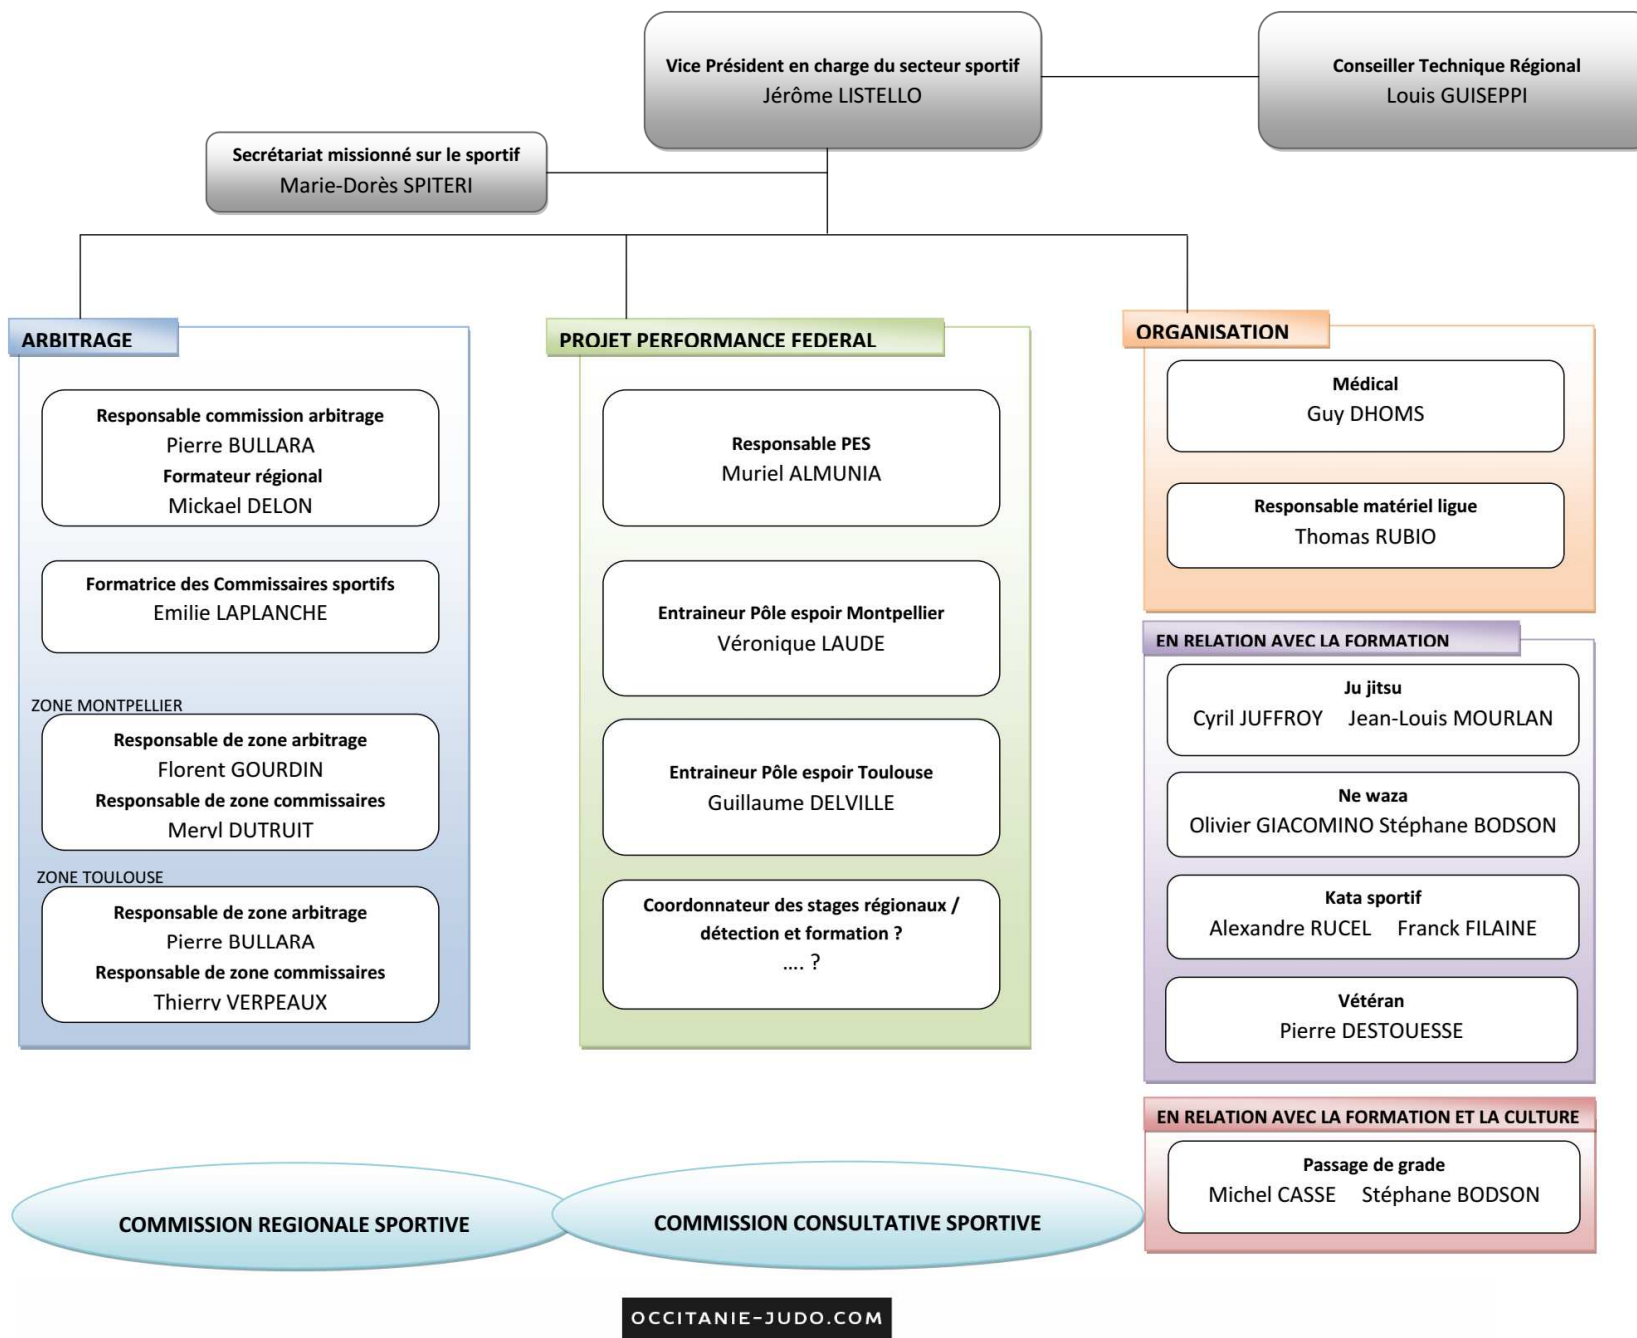 Vice Président en charge du secteur sportif
Jérôme LISTELLO
Conseiller Technique Régional
Louis GUISEPPI
Secrétariat missionné sur le sportif
Marie-Dorès SPITERI
ARBITRAGE
Responsable commission arbitrage
Pierre BULLARA
Formateur régional
Mickael DELON
Formatrice des Commissaires sportifs
Emilie LAPLANCHE
ZONE MONTPELLIER
Responsable de zone arbitrage
Florent GOURDIN
Responsable de zone commissaires
Meryl DUTRUIT
ZONE TOULOUSE
Responsable de zone arbitrage
Pierre BULLARA
Responsable de zone commissaires
Thierry VERPEAUX
PROJET PERFORMANCE FEDERAL
Responsable PES
Muriel ALMUNIA
Entraineur Pôle espoir Montpellier
Véronique LAUDE
Entraineur Pôle espoir Toulouse
Guillaume DELVILLE
Coordonnateur des stages régionaux /
détection et formation ?
.... ?
ORGANISATION
Médical
Guy DHOMS
Responsable matériel ligue
Thomas RUBIO
EN RELATION AVEC LA FORMATION
Ju jitsu
Cyril JUFFROY Jean-Louis MOURLAN
Ne waza
Olivier GIACOMINO Stéphane BODSON
Kata sportif
Alexandre RUCEL Franck FILAINE
Vétéran
Pierre DESTOUESSE
EN RELATION AVEC LA FORMATION ET LA CULTURE
Passage de grade
Michel CASSE Stéphane BODSON
COMMISSION REGIONALE SPORTIVE
COMMISSION CONSULTATIVE SPORTIVE
OCCITANIE-JUDO.COM